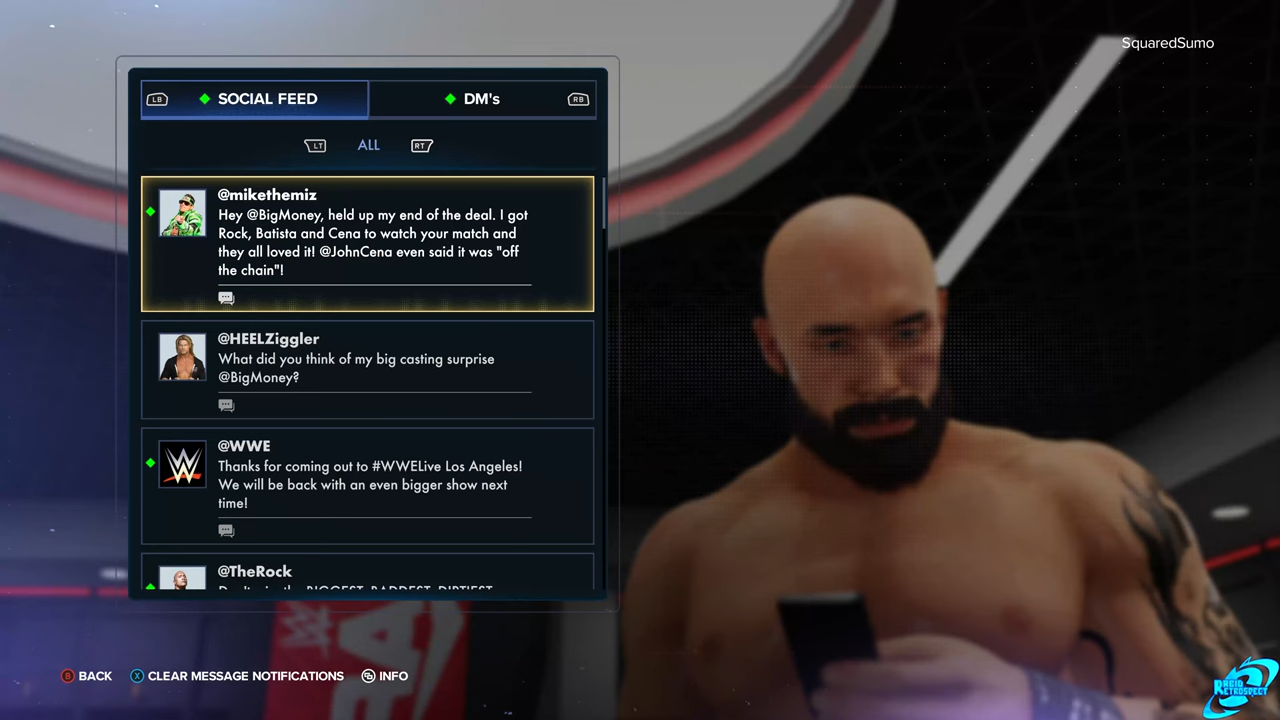 SquaredSumo
LB SOCIAL FEED DM's RB
LT ALL RT
@mikethemiz
Hey @BigMoney, held up my end of the deal. I got
Rock, Batista and Cena to watch your match and
they all loved it! @JohnCena even said it was "off
the chain"!
@HEELZiggler
What did you think of my big casting surprise
@BigMoney?
@WWE
Thanks for coming out to #WWELive Los Angeles!
We will be back with an even bigger show next
time!
@TheRock
BIGGEST, BADDEST, DIRTIEST
B BACK X CLEAR MESSAGE NOTIFICATIONS INFO
RETROSPECT